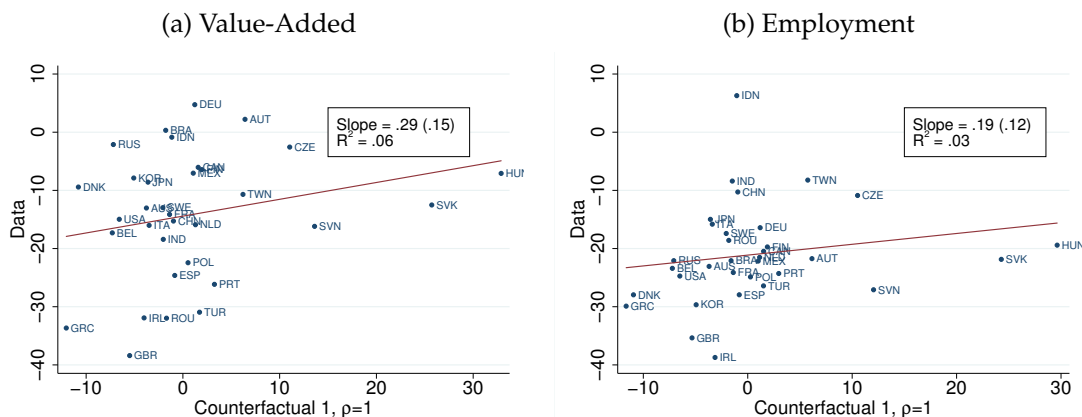 (a) Value-Added
10
0
−10
−20
−30
−40
Data
−10
0
10
20
30
Counterfactual 1, ρ=1
Slope = .29 (.15)
R² = .06
DEU
AUT
BRA
IDN
RUS
CZE
CAN
MEX
KOR
JPN
DNK
HUN
TWN
SVK
AUS
SWE
FRA
USA
ITA
CHN
NLD
SVN
BEL
IND
POL
ESP
PRT
TUR
IRL
ROU
GRC
GBR
(b) Employment
10
0
−10
−20
−30
−40
Data
−10
0
10
20
30
Counterfactual 1, ρ=1
Slope = .19 (.12)
R² = .03
IDN
IND
TWN
CHN
CZE
JPN
ITA
DEU
SWE
ROU
FIN
HUN
CAN
NLD
RUS
BRA
MEX
AUT
SVK
BEL
AUS
FRA
PRT
USA
POL
TUR
SVN
DNK
ESP
GRC
KOR
GBR
IRL